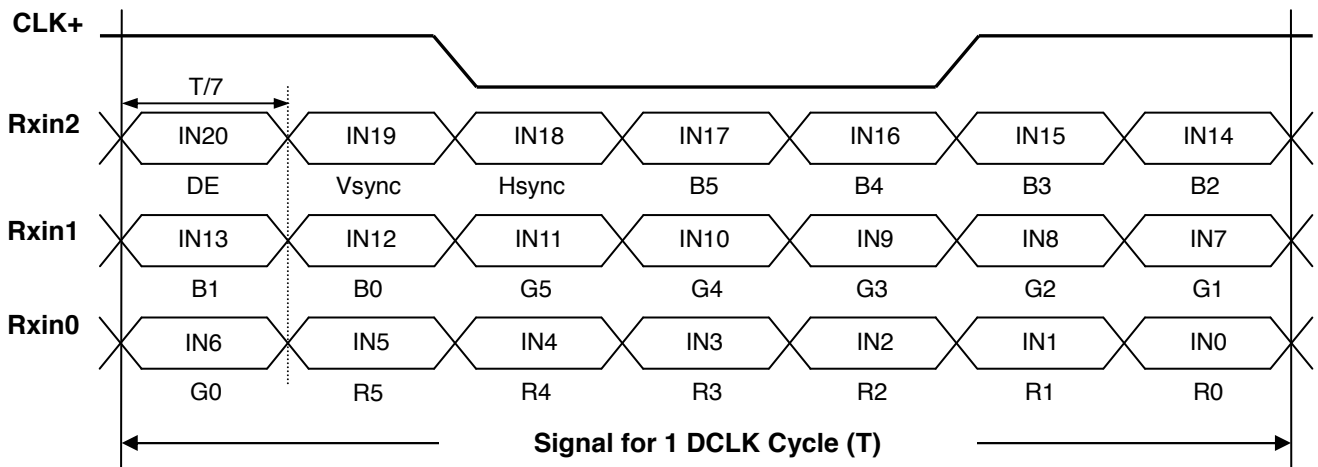 CLK+
T/7
Rxin2 IN20 IN19 IN18 IN17 IN16 IN15 IN14
DE Vsync Hsync B5 B4 B3 B2
Rxin1 IN13 IN12 IN11 IN10 IN9 IN8 IN7
B1 B0 G5 G4 G3 G2 G1
Rxin0 IN6 IN5 IN4 IN3 IN2 IN1 IN0
G0 R5 R4 R3 R2 R1 R0
Signal for 1 DCLK Cycle (T)